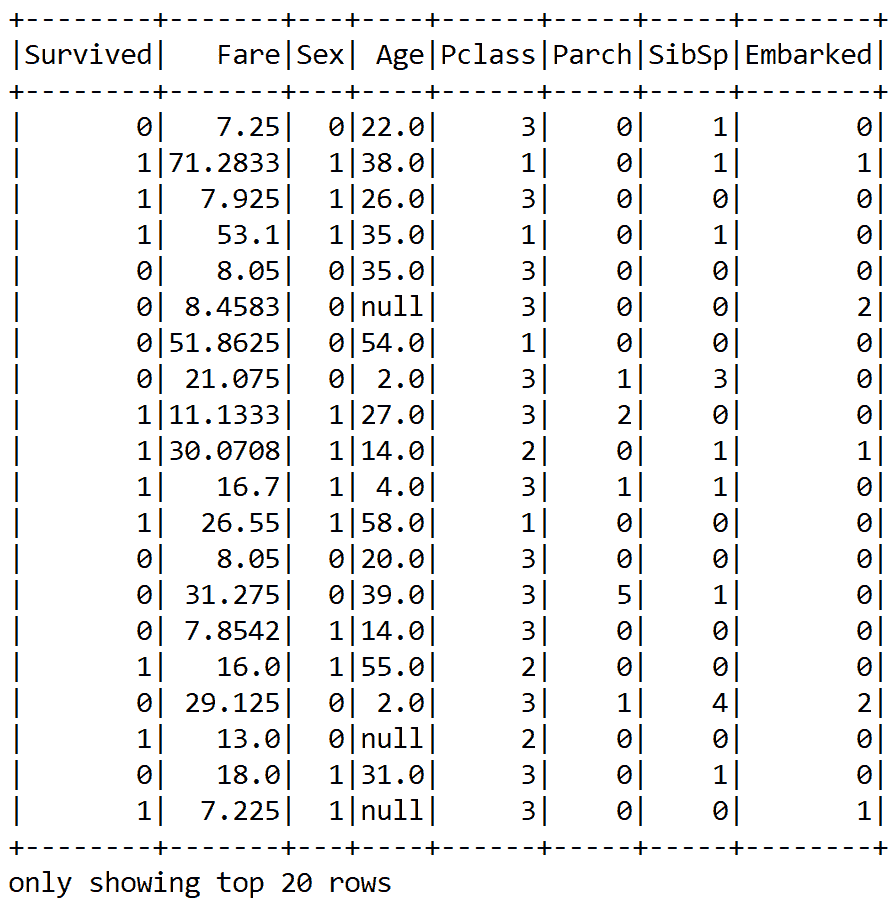 +--------+-------+---+----+------+-----+-----+--------+
|Survived|   Fare|Sex| Age|Pclass|Parch|SibSp|Embarked|
+--------+-------+---+----+------+-----+-----+--------+
|       0|   7.25|  0|22.0|     3|    0|    1|       0|
|       1|71.2833|  1|38.0|     1|    0|    1|       1|
|       1|  7.925|  1|26.0|     3|    0|    0|       0|
|       1|   53.1|  1|35.0|     1|    0|    1|       0|
|       0|   8.05|  0|35.0|     3|    0|    0|       0|
|       0| 8.4583|  0|null|     3|    0|    0|       2|
|       0|51.8625|  0|54.0|     1|    0|    0|       0|
|       0| 21.075|  0| 2.0|     3|    1|    3|       0|
|       1|11.1333|  1|27.0|     3|    2|    0|       0|
|       1|30.0708|  1|14.0|     2|    0|    1|       1|
|       1|   16.7|  1| 4.0|     3|    1|    1|       0|
|       1|  26.55|  1|58.0|     1|    0|    0|       0|
|       0|   8.05|  0|20.0|     3|    0|    0|       0|
|       0| 31.275|  0|39.0|     3|    5|    1|       0|
|       0| 7.8542|  1|14.0|     3|    0|    0|       0|
|       1|   16.0|  1|55.0|     2|    0|    0|       0|
|       0| 29.125|  0| 2.0|     3|    1|    4|       2|
|       1|   13.0|  0|null|     2|    0|    0|       0|
|       0|   18.0|  1|31.0|     3|    0|    1|       0|
|       1|  7.225|  1|null|     3|    0|    0|       1|
+--------+-------+---+----+------+-----+-----+--------+
only showing top 20 rows